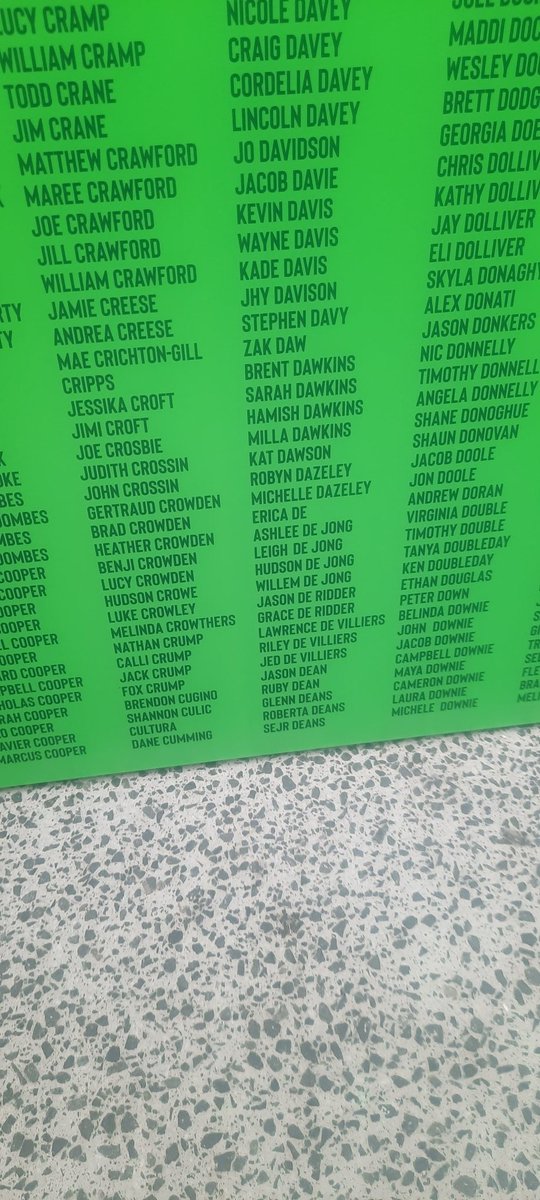 LUCY CRAMP
WILLIAM CRAMP
TODD CRANE
JIM CRANE
MATTHEW CRAWFORD
MAREE CRAWFORD
JOE CRAWFORD
JILL CRAWFORD
WILLIAM CRAWFORD
JAMIE CREESE
ANDREA CREESE
MAE CRICHTON-GILL
CRIPPS
JESSIKA CROFT
JIMI CROFT
JOE CROSBIE
JUDITH CROSSIN
JOHN CROSSIN
GERTRAUD CROWDEN
BRAD CROWDEN
HEATHER CROWDEN
BENJI CROWDEN
LUCY CROWDEN
HUDSON CROWE
LUKE CROWLEY
MELINDA CROWTHERS
NATHAN CRUMP
CALLI CRUMP
JACK CRUMP
FOX CRUMP
BRENDON CUGINO
SHANNON CULIC
CULTURA
DANE CUMMING
NICOLE DAVEY
CRAIG DAVEY
CORDELIA DAVEY
LINCOLN DAVEY
JO DAVIDSON
JACOB DAVIE
KEVIN DAVIS
WAYNE DAVIS
KADE DAVIS
JHY DAVISON
STEPHEN DAVY
ZAK DAW
BRENT DAWKINS
SARAH DAWKINS
HAMISH DAWKINS
MILLA DAWKINS
KAT DAWSON
ROBYN DAZELEY
MICHELLE DAZELEY
ERICA DE
ASHLEE DE JONG
LEIGH DE JONG
HUDSON DE JONG
WILLEM DE JONG
JASON DE RIDDER
GRACE DE RIDDER
LAWRENCE DE VILLIERS
RILEY DE VILLIERS
JED DE VILLIERS
JASON DEAN
RUBY DEAN
GLENN DEANS
ROBERTA DEANS
SEJR DEANS
MADDI
WESLEY
BRETT
GEORGIA
CHRIS
KATHY
JAY DOLLIVER
ELI DOLLIVER
SKYLA DONAGHY
ALEX DONATI
JASON DONKERS
NIC DONNELLY
TIMOTHY
ANGELA DONNELLY
SHANE DONOGHUE
SHAUN DONOVAN
JACOB DOOLE
JON DOOLE
ANDREW DORAN
VIRGINIA DOUBLE
TIMOTHY DOUBLE
TANYA DOUBLEDAY
KEN DOUBLEDAY
ETHAN DOUGLAS
PETER DOWN
BELINDA DOWNIE
JOHN DOWNIE
JACOB DOWNIE
CAMPBELL DOWNIE
MAYA DOWNIE
CAMERON DOWNIE
LAURA DOWNIE
MICHELE DOWNIE